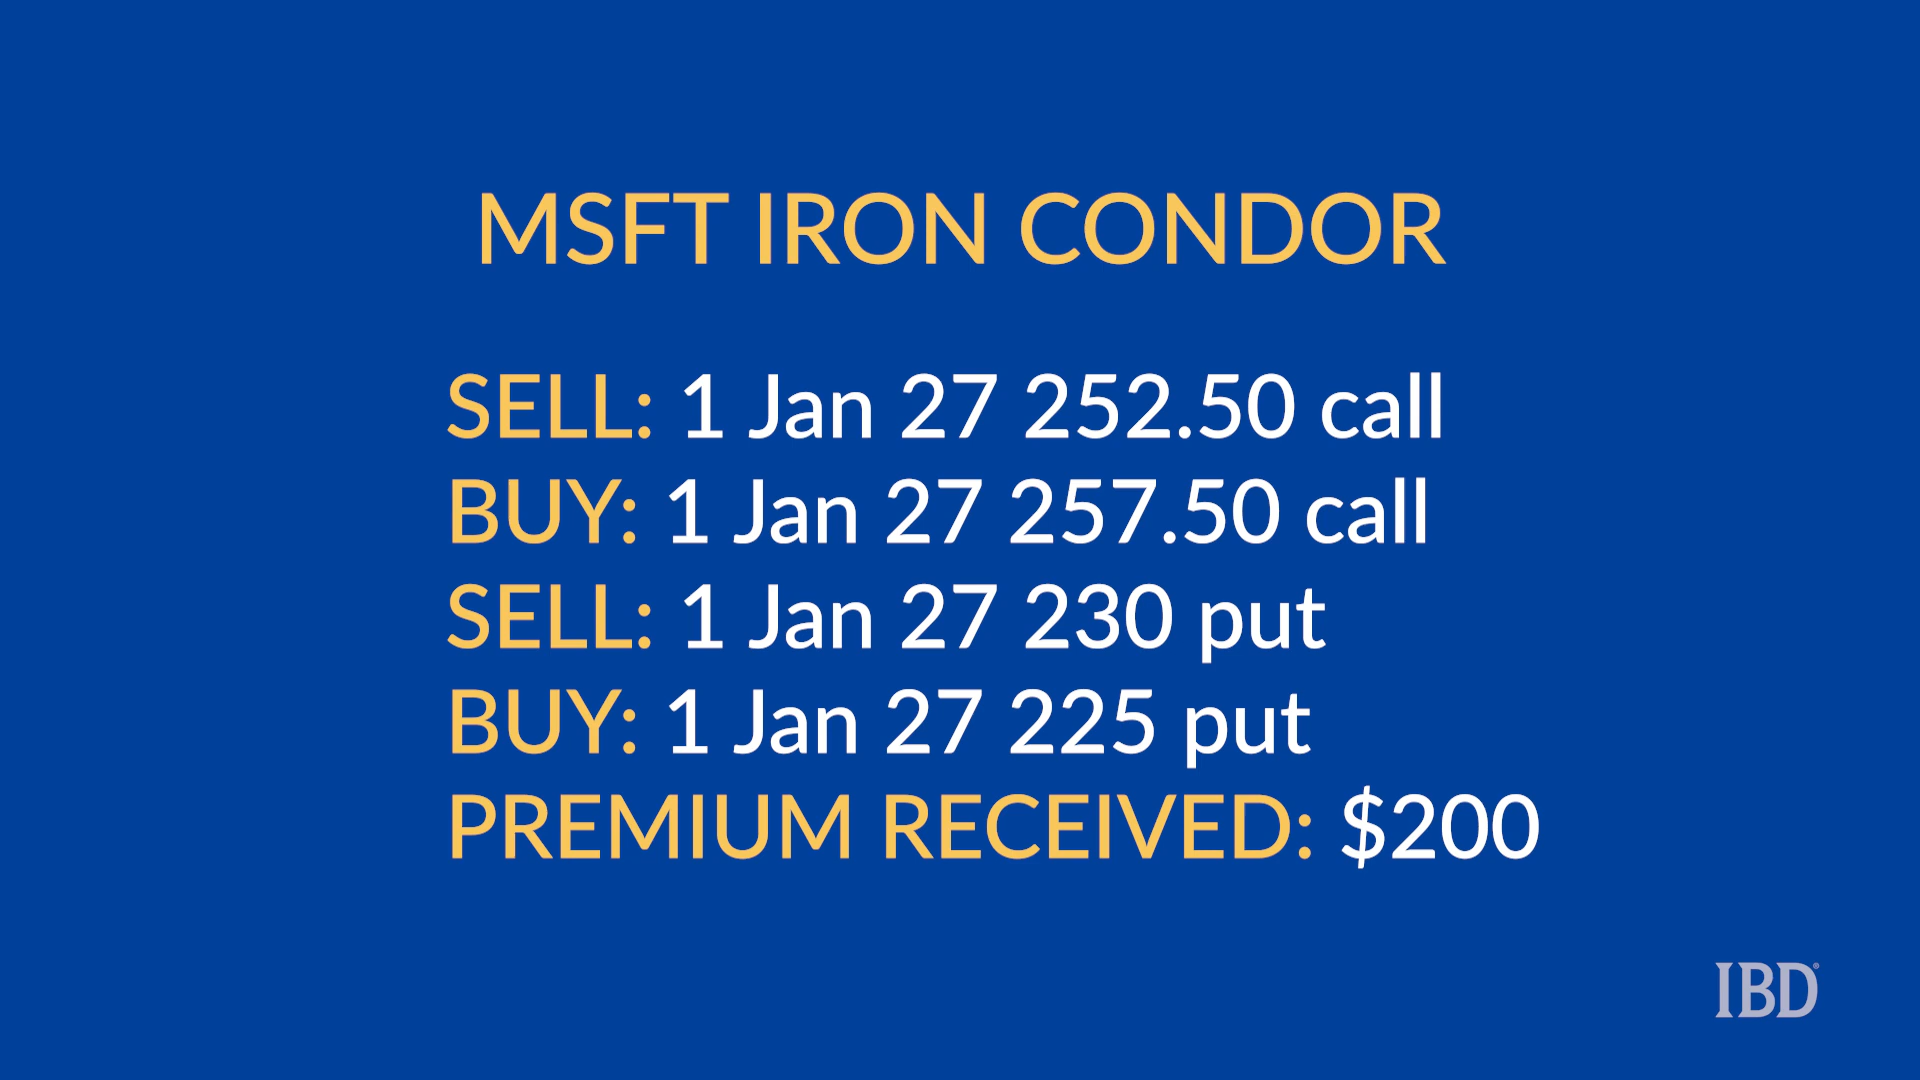 MSFT IRON CONDOR
SELL: 1 Jan 27 252.50 call
BUY: 1 Jan 27 257.50 call
SELL: 1 Jan 27 230 put
BUY: 1 Jan 27 225 put
PREMIUM RECEIVED: $200
IBD®